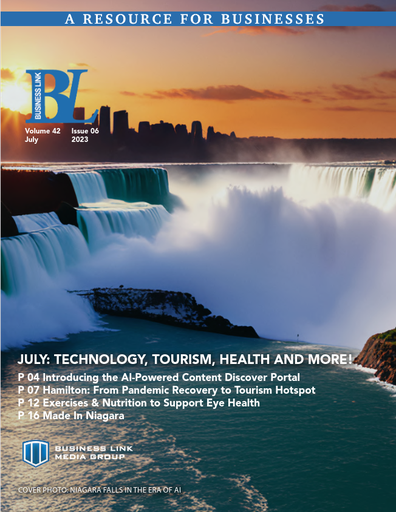 A RESOURCE FOR BUSINESSES
BUSINESS LINK
BL
Volume 42 Issue 06
July 2023
JULY: TECHNOLOGY, TOURISM, HEALTH AND MORE!
P 04 Introducing the AI-Powered Content Discover Portal
P 07 Hamilton: From Pandemic Recovery to Tourism Hotspot
P 12 Exercises & Nutrition to Support Eye Health
P 16 Made In Niagara
BUSINESS LINK
MEDIA GROUP
COVER PHOTO: NIAGARA FALLS IN THE ERA OF AI